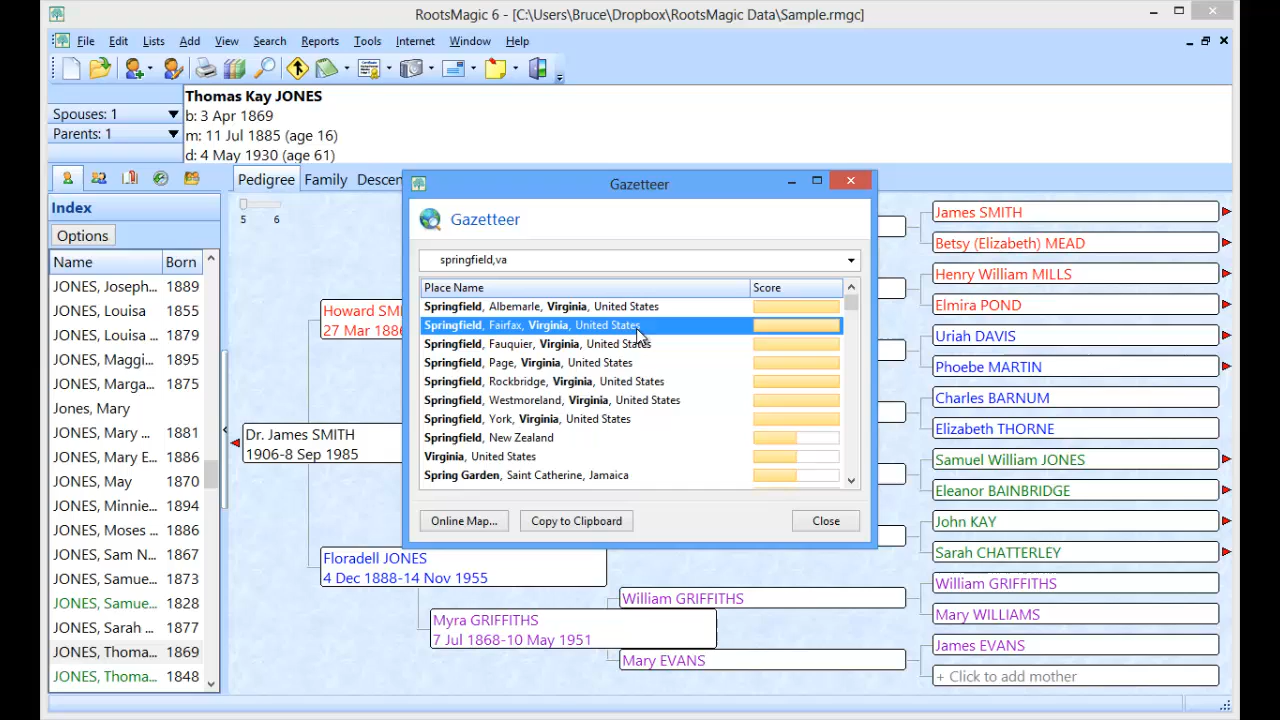 RootsMagic 6 - [C:\Users\Bruce\Dropbox\RootsMagic Data\Sample.rmgc]
File Edit Lists Add View Search Reports Tools Internet Window Help
Thomas Kay JONES
Spouses: 1
b: 3 Apr 1869
Parents: 1
m: 11 Jul 1885 (age 16)
d: 4 May 1930 (age 61)
Pedigree Family Descen
Index
5 6
Options
Name Born
JONES, Joseph... 1889
JONES, Louisa 1855
JONES, Louisa ... 1879
JONES, Maggi... 1895
JONES, Marga... 1875
Jones, Mary
JONES, Mary ... 1881
JONES, Mary E... 1886
JONES, May 1870
JONES, Minnie... 1894
JONES, Moses ... 1886
JONES, Sam N... 1867
JONES, Samue... 1873
JONES, Samue... 1828
JONES, Sarah ... 1877
JONES, Thoma... 1869
JONES, Thoma... 1848
Howard SM
27 Mar 1886
Dr. James SMITH
1906-8 Sep 1985
Floradell JONES
4 Dec 1888-14 Nov 1955
Myra GRIFFITHS
7 Jul 1868-10 May 1951
William GRIFFITHS
Mary EVANS
Gazetteer
Gazetteer
springfield,va
Place Name Score
Springfield, Albemarle, Virginia, United States
Springfield, Fairfax, Virginia, United States
Springfield, Fauquier, Virginia, United States
Springfield, Page, Virginia, United States
Springfield, Rockbridge, Virginia, United States
Springfield, Westmoreland, Virginia, United States
Springfield, York, Virginia, United States
Springfield, New Zealand
Virginia, United States
Spring Garden, Saint Catherine, Jamaica
Online Map... Copy to Clipboard Close
James SMITH
Betsy (Elizabeth) MEAD
Henry William MILLS
Elmira POND
Uriah DAVIS
Phoebe MARTIN
Charles BARNUM
Elizabeth THORNE
Samuel William JONES
Eleanor BAINBRIDGE
John KAY
Sarah CHATTERLEY
William GRIFFITHS
Mary WILLIAMS
James EVANS
+ Click to add mother